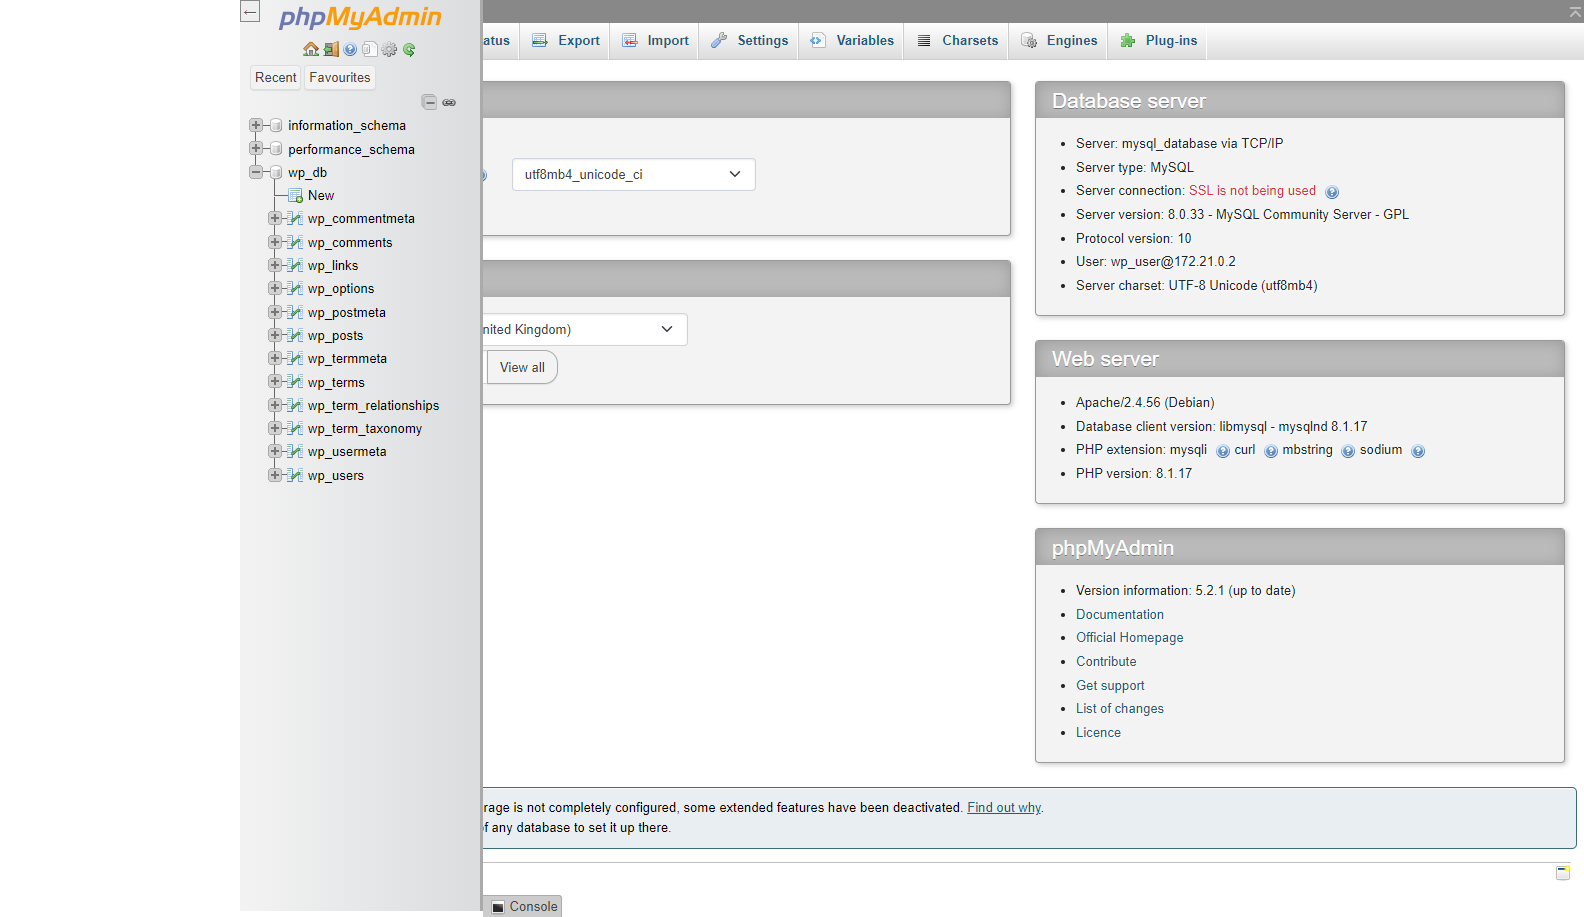 phpMyAdmin
Recent
Favourites
information_schema
performance_schema
wp_db
New
wp_commentmeta
wp_comments
wp_links
wp_options
wp_postmeta
wp_posts
wp_termmeta
wp_terms
wp_term_relationships
wp_term_taxonomy
wp_usermeta
wp_users
atus
Export
Import
Settings
Variables
Charsets
Engines
Plug-ins
utf8mb4_unicode_ci
nited Kingdom)
View all
Database server
Server: mysql_database via TCP/IP
Server type: MySQL
Server connection: SSL is not being used
Server version: 8.0.33 - MySQL Community Server - GPL
Protocol version: 10
User: wp_user@172.21.0.2
Server charset: UTF-8 Unicode (utf8mb4)
Web server
Apache/2.4.56 (Debian)
Database client version: libmysql - mysqlnd 8.1.17
PHP extension: mysqli curl mbstring sodium
PHP version: 8.1.17
phpMyAdmin
Version information: 5.2.1 (up to date)
Documentation
Official Homepage
Contribute
Get support
List of changes
Licence
rage is not completely configured, some extended features have been deactivated. Find out why.
of any database to set it up there.
Console